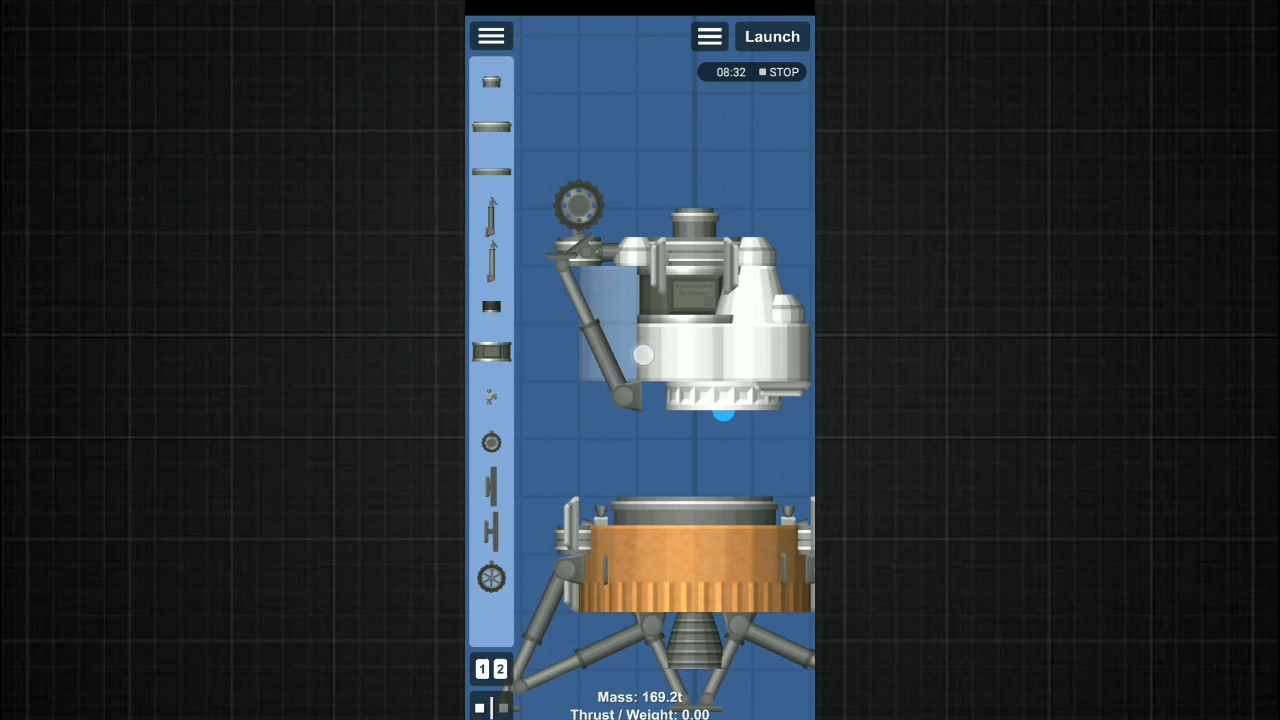 Launch
08:32 STOP
1 2
Mass: 169.2t
Thrust / Weight: 0.00